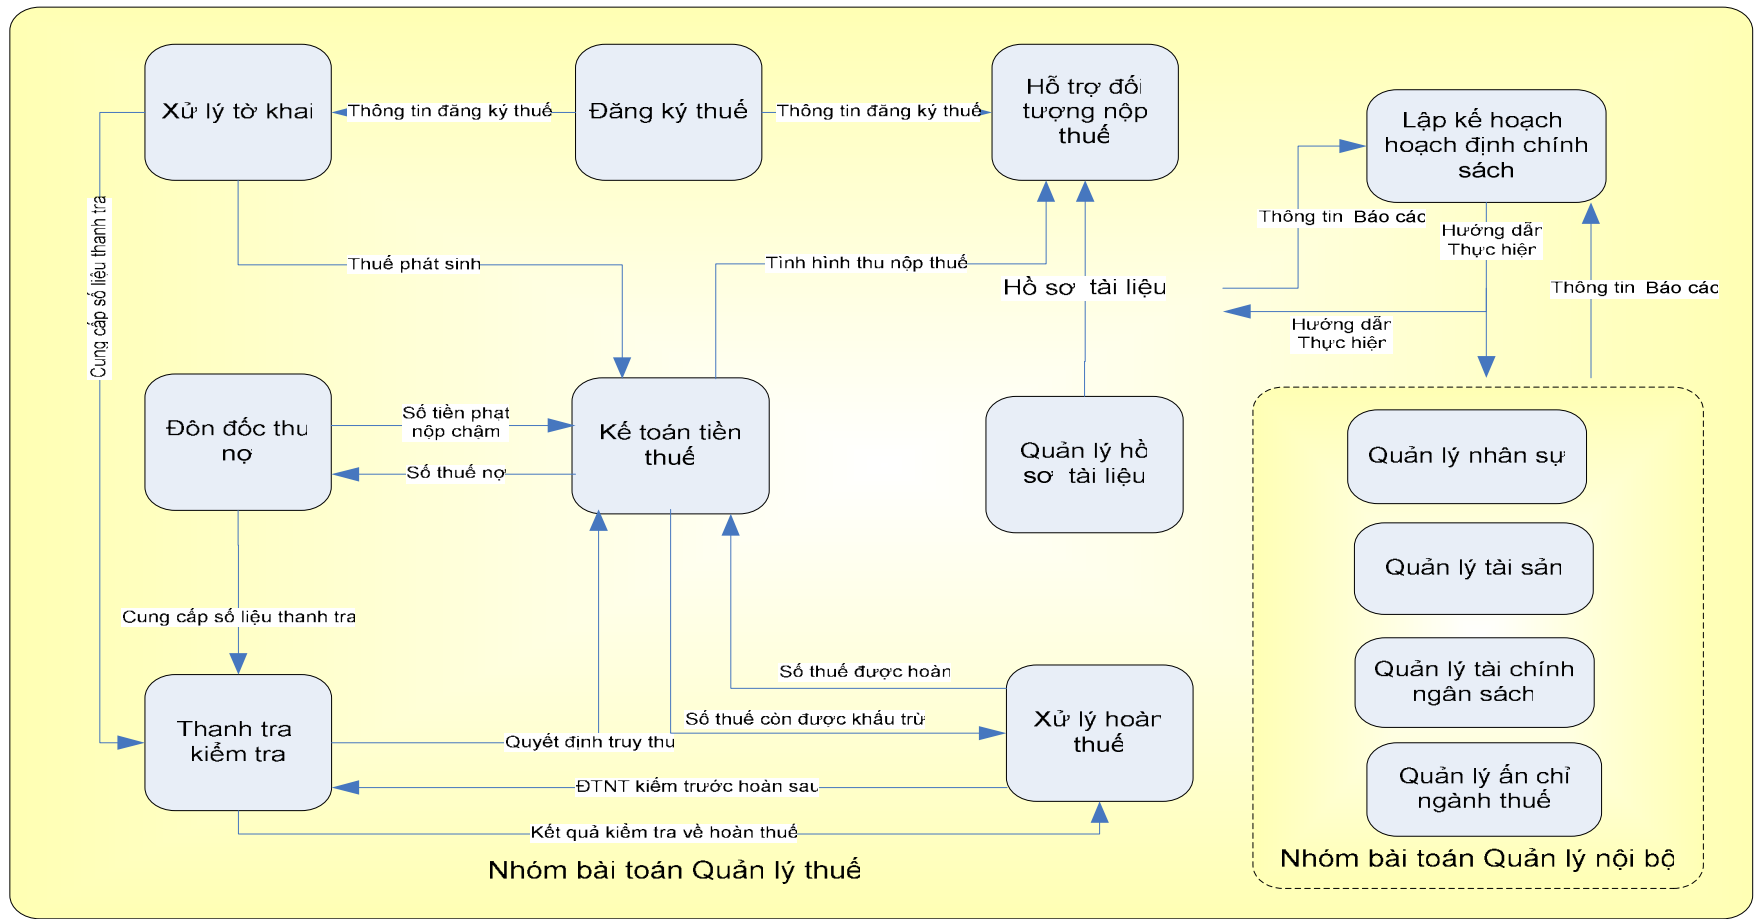 Xử lý tờ khai
Thông tin đăng ký thuế
Đăng ký thuế
Thông tin đăng ký thuế
Hỗ trợ đối
tượng nộp
thuế
Lập kế hoạch
hoạch định chính
sách
Cung cấp số liệu thanh tra
Thuế phát sinh
Tình hình thu nộp thuế
Hồ sơ tài liệu
Thông tin Báo các
Hướng dẫn
Thực hiện
Thông tin Báo các
Hướng dẫn
Thực hiện
Đôn đốc thu
nợ
Số tiền phạt
nộp chậm
Số thuế nợ
Kế toán tiền
thuế
Quản lý hồ
sơ tài liệu
Quản lý nhân sự
Quản lý tài sản
Quản lý tài chính
ngân sách
Quản lý ấn chỉ
ngành thuế
Nhóm bài toán Quản lý nội bộ
Cung cấp số liệu thanh tra
Thanh tra
kiểm tra
Số thuế được hoàn
Số thuế còn được khấu trừ
Quyết định truy thu
Xử lý hoàn
thuế
ĐTNT kiểm trước hoàn sau
Kết quả kiểm tra về hoàn thuế
Nhóm bài toán Quản lý thuế